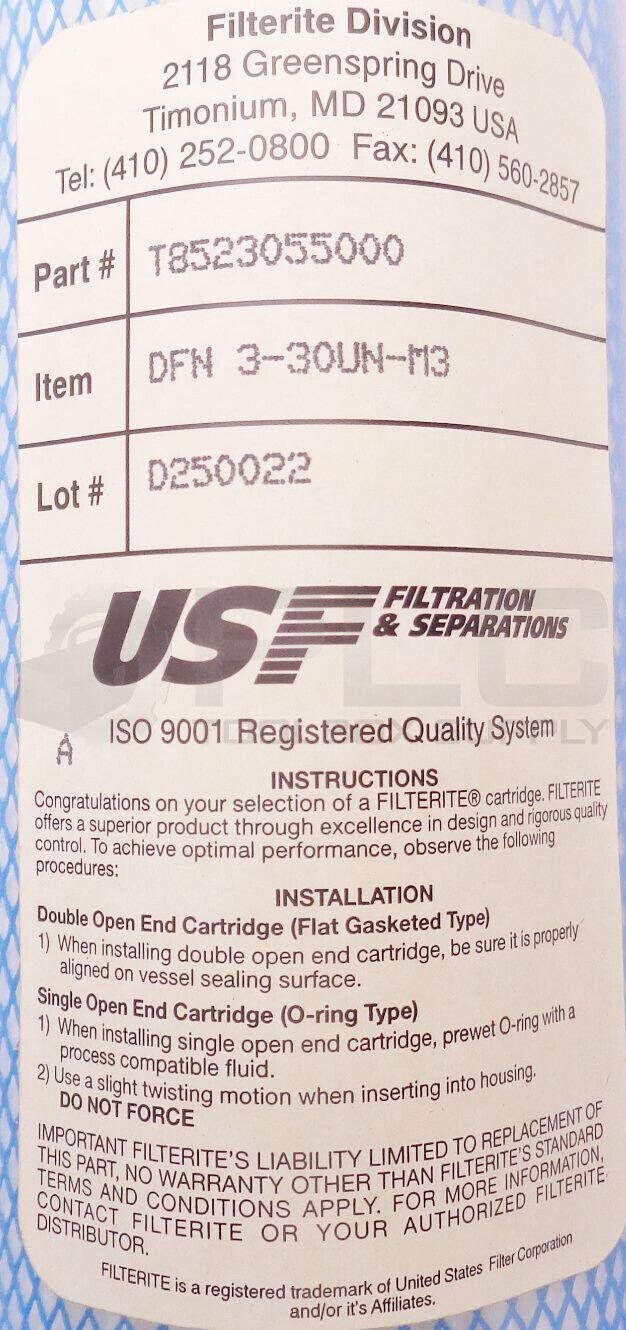 Filterite Division
2118 Greenspring Drive
Timonium, MD 21093 USA
Tel: (410) 252-0800 Fax: (410) 560-2857
Part # T8523055000
Item DFN 3-30UN-M3
Lot # D250022
USF FILTRATION
& SEPARATIONS
A ISO 9001 Registered Quality System
INSTRUCTIONS
Congratulations on your selection of a FILTERITE® cartridge. FILTERITE
offers a superior product through excellence in design and rigorous quality
control. To achieve optimal performance, observe the following
procedures:
INSTALLATION
Double Open End Cartridge (Flat Gasketed Type)
1) When installing double open end cartridge, be sure it is properly
aligned on vessel sealing surface.
Single Open End Cartridge (O-ring Type)
1) When installing single open end cartridge, prewet O-ring with a
process compatible fluid.
2) Use a slight twisting motion when inserting into housing.
DO NOT FORCE
IMPORTANT FILTERITE'S LIABILITY LIMITED TO REPLACEMENT OF
THIS PART, NO WARRANTY OTHER THAN FILTERITE'S STANDARD
TERMS AND CONDITIONS APPLY. FOR MORE INFORMATION,
CONTACT FILTERITE OR YOUR AUTHORIZED FILTERITE
DISTRIBUTOR.
FILTERITE is a registered trademark of United States Filter Corporation
and/or it's Affiliates.